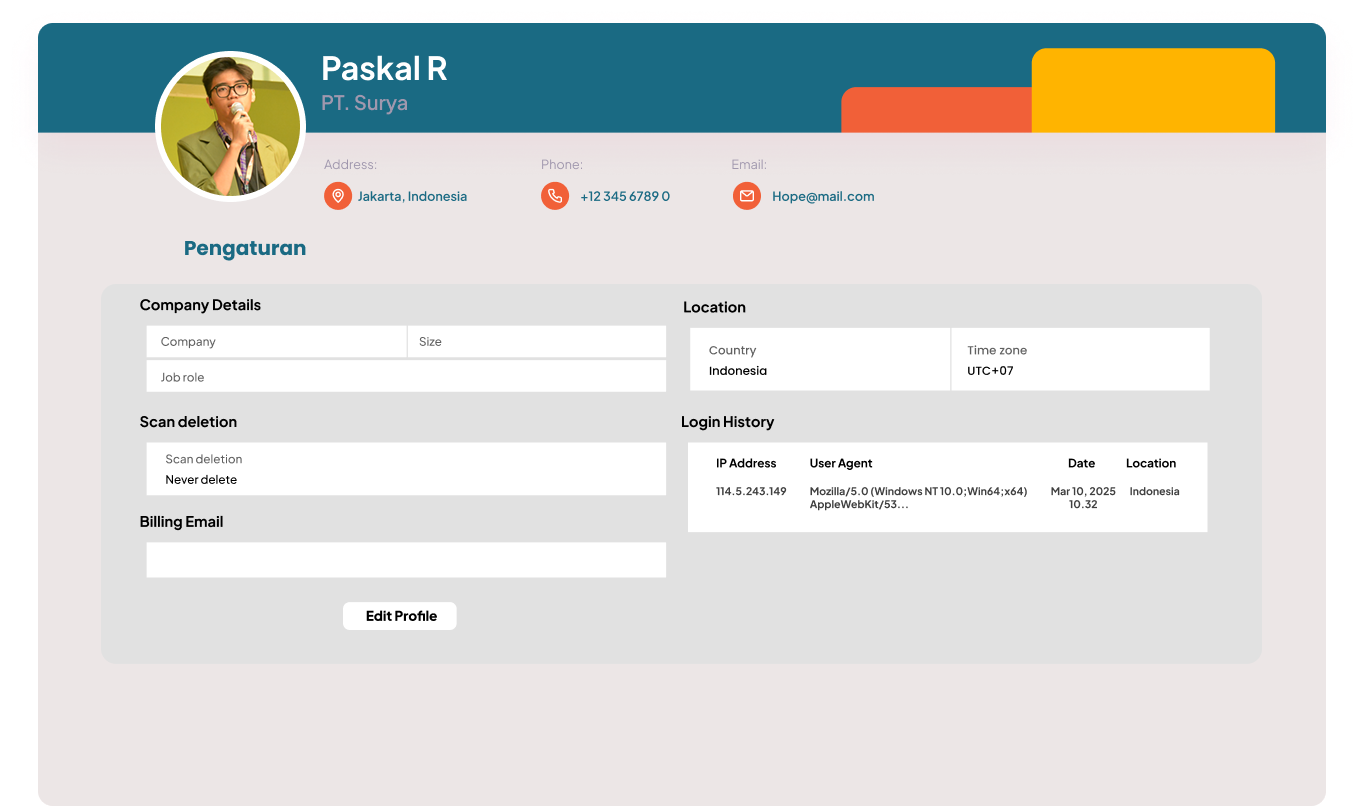 Paskal R
PT. Surya
Address:
Jakarta, Indonesia
Phone:
+12 345 6789 0
Email:
Hope@mail.com
Pengaturan
Company Details
Company
Size
Job role
Scan deletion
Scan deletion
Never delete
Billing Email
Edit Profile
Location
Country
Indonesia
Time zone
UTC+07
Login History
IP Address User Agent Date Location
114.5.243.149 Mozilla/5.0 (Windows NT 10.0;Win64;x64) Mar 10, 2025 Indonesia
AppleWebKit/53... 10.32